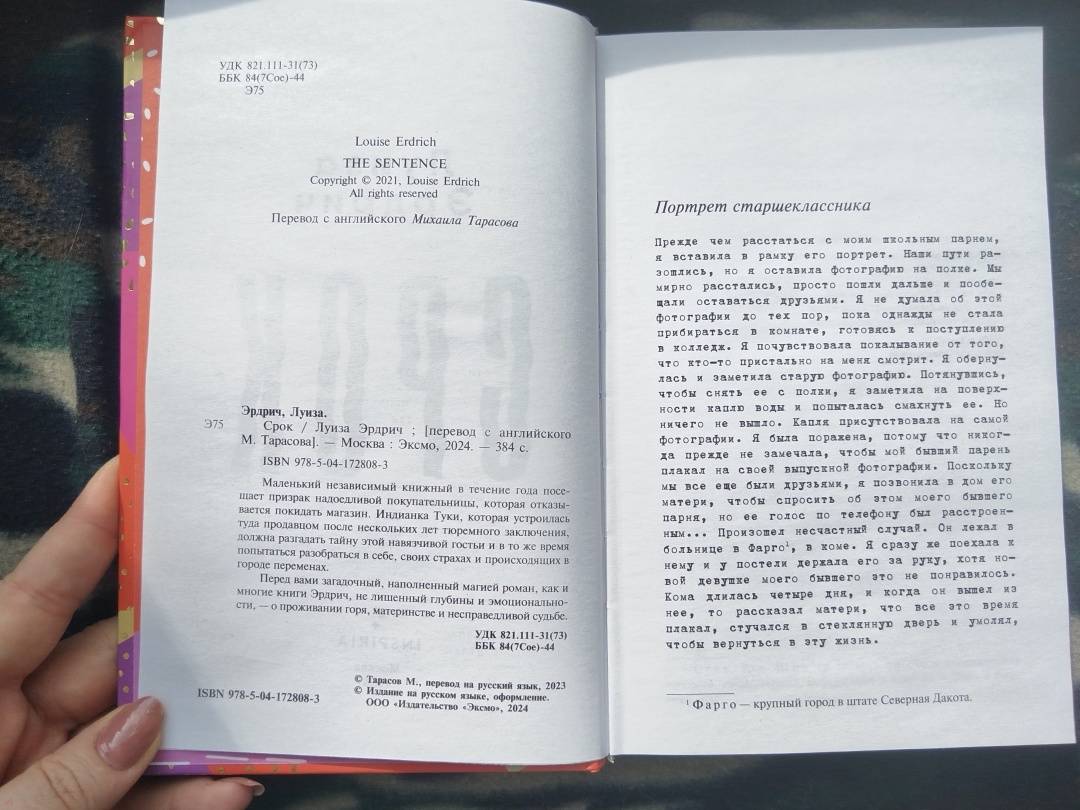 УДК 821.111-31(73)
ББК 84(7Сое)-44
Э75
Louise Erdrich
THE SENTENCE
Copyright © 2021, Louise Erdrich
All rights reserved
Перевод с английского Михаила Тарасова
Эрдрич, Луиза.
Э75 Срок / Луиза Эрдрич ; [перевод с английского
М. Тарасова]. — Москва : Эксмо, 2024. — 384 с.
ISBN 978-5-04-172808-3
Маленький независимый книжный в течение года посе-
щает призрак надоедливой покупательницы, которая отказы-
вается покидать магазин. Индианка Туки, которая устроилась
туда продавцом после нескольких лет тюремного заключения,
должна разгадать тайну этой навязчивой гостьи и в то же время
попытаться разобраться в себе, своих страхах и происходящих в
городе переменах.
Перед вами загадочный, наполненный магией роман, как и
многие книги Эрдрич, не лишенный глубины и эмоционально-
сти, — о проживании горя, материнстве и несправедливой судьбе.
УДК 821.111-31(73)
ББК 84(7Сое)-44
© Тарасов М., перевод на русский язык, 2023
© Издание на русском языке, оформление.
ООО «Издательство «Эксмо», 2024
ISBN 978-5-04-172808-3
Портрет старшеклассника
Прежде чем расстаться с моим школьным парнем,
я вставила в рамку его портрет. Наши пути ра-
зошлись, но я оставила фотографию на полке. Мы
мирно расстались, просто пошли дальше и пообе-
щали оставаться друзьями. Я не думала об этой
фотографии до тех пор, пока однажды не стала
прибираться в комнате, готовясь к поступлению
в колледж. Я почувствовала покалывание от того,
что кто-то пристально на меня смотрит. Я оберну-
лась и заметила старую фотографию. Потянувшись,
чтобы снять ее с полки, я заметила на поверх-
ности каплю воды и попыталась смахнуть ее. Но
ничего не вышло. Капля присутствовала на самой
фотографии. Я была поражена, потому что никог-
да прежде не замечала, чтобы мой бывший парень
плакал на своей выпускной фотографии. Поскольку
мы все еще были друзьями, я позвонила в дом его
матери, чтобы спросить об этом моего бывшего
парня, но ее голос по телефону был расстроен-
ным... Произошел несчастный случай. Он лежал в
больнице в Фарго¹, в коме. Я сразу же поехала к
нему и у постели держала его за руку, хотя но-
вой девушке моего бывшего это не понравилось.
Кома длилась четыре дня, и когда он вышел из
нее, то рассказал матери, что все это время
плакал, стучался в стеклянную дверь и умолял,
чтобы вернуться в эту жизнь.
¹ Фарго — крупный город в штате Северная Дакота.